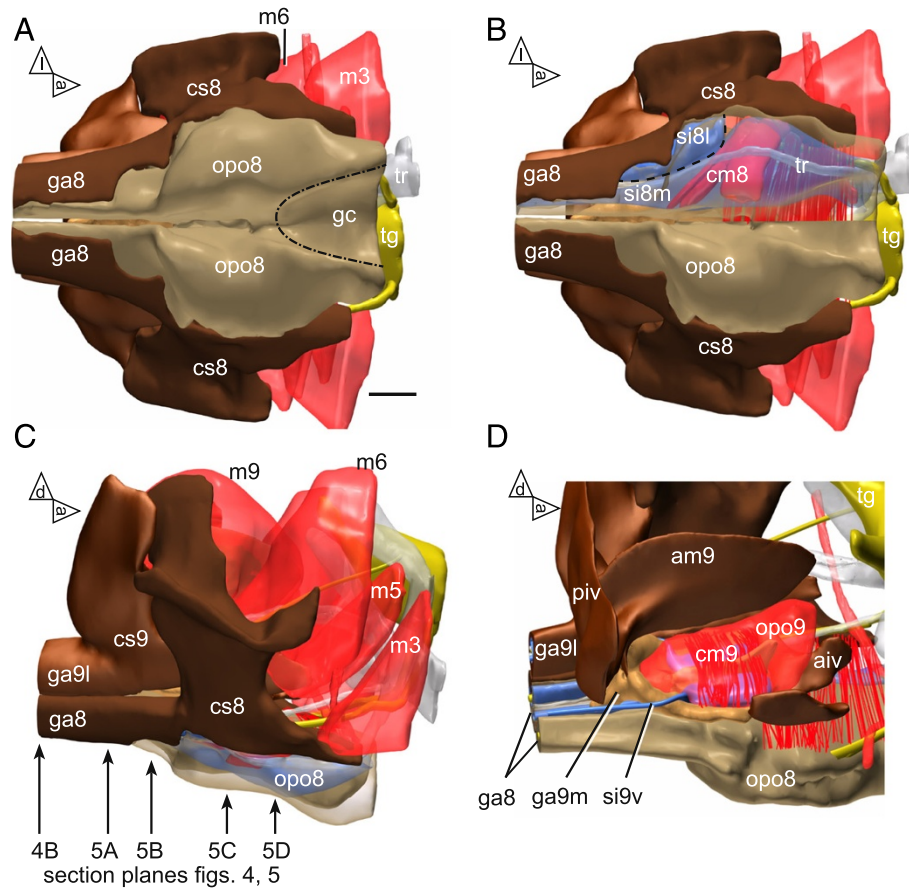 A
m6
l
a
cs8
m3
opo8
tr
ga8
gc
tg
ga8
opo8
cs8
B
l
a
cs8
si8l
tr
cm8
ga8
si8m
tg
ga8
opo8
cs8
C
d
a
m9
m6
m5
cs9
m3
ga9l
cs8
ga8
opo8
4B 5A 5B 5C 5D
section planes figs. 4, 5
D
d
a
tg
am9
piv
opo9
ga9l
cm9
aiv
opo8
ga8 ga9m si9v